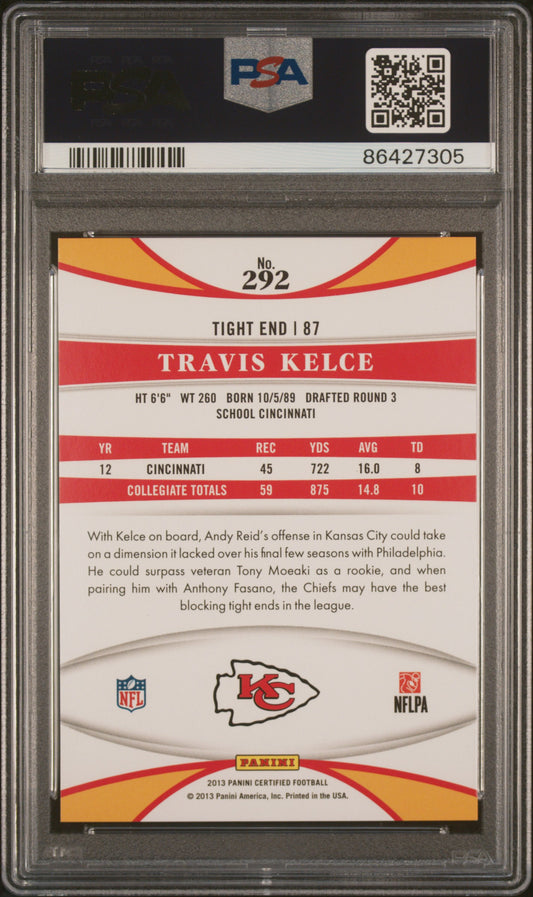 PSA
86427305
No.
292
TIGHT END | 87
TRAVIS KELCE
HT 6'6" WT 260 BORN 10/5/89 DRAFTED ROUND 3
SCHOOL CINCINNATI
YR TEAM REC YDS AVG TD
12 CINCINNATI 45 722 16.0 8
COLLEGIATE TOTALS 59 875 14.8 10
With Kelce on board, Andy Reid's offense in Kansas City could take
on a dimension it lacked over his final few seasons with Philadelphia.
He could surpass veteran Tony Moeaki as a rookie, and when
pairing him with Anthony Fasano, the Chiefs may have the best
blocking tight ends in the league.
NFL
KC
NFLPA
PANINI
2013 PANINI CERTIFIED FOOTBALL
© 2013 Panini America, Inc. Printed in the USA.
PSA